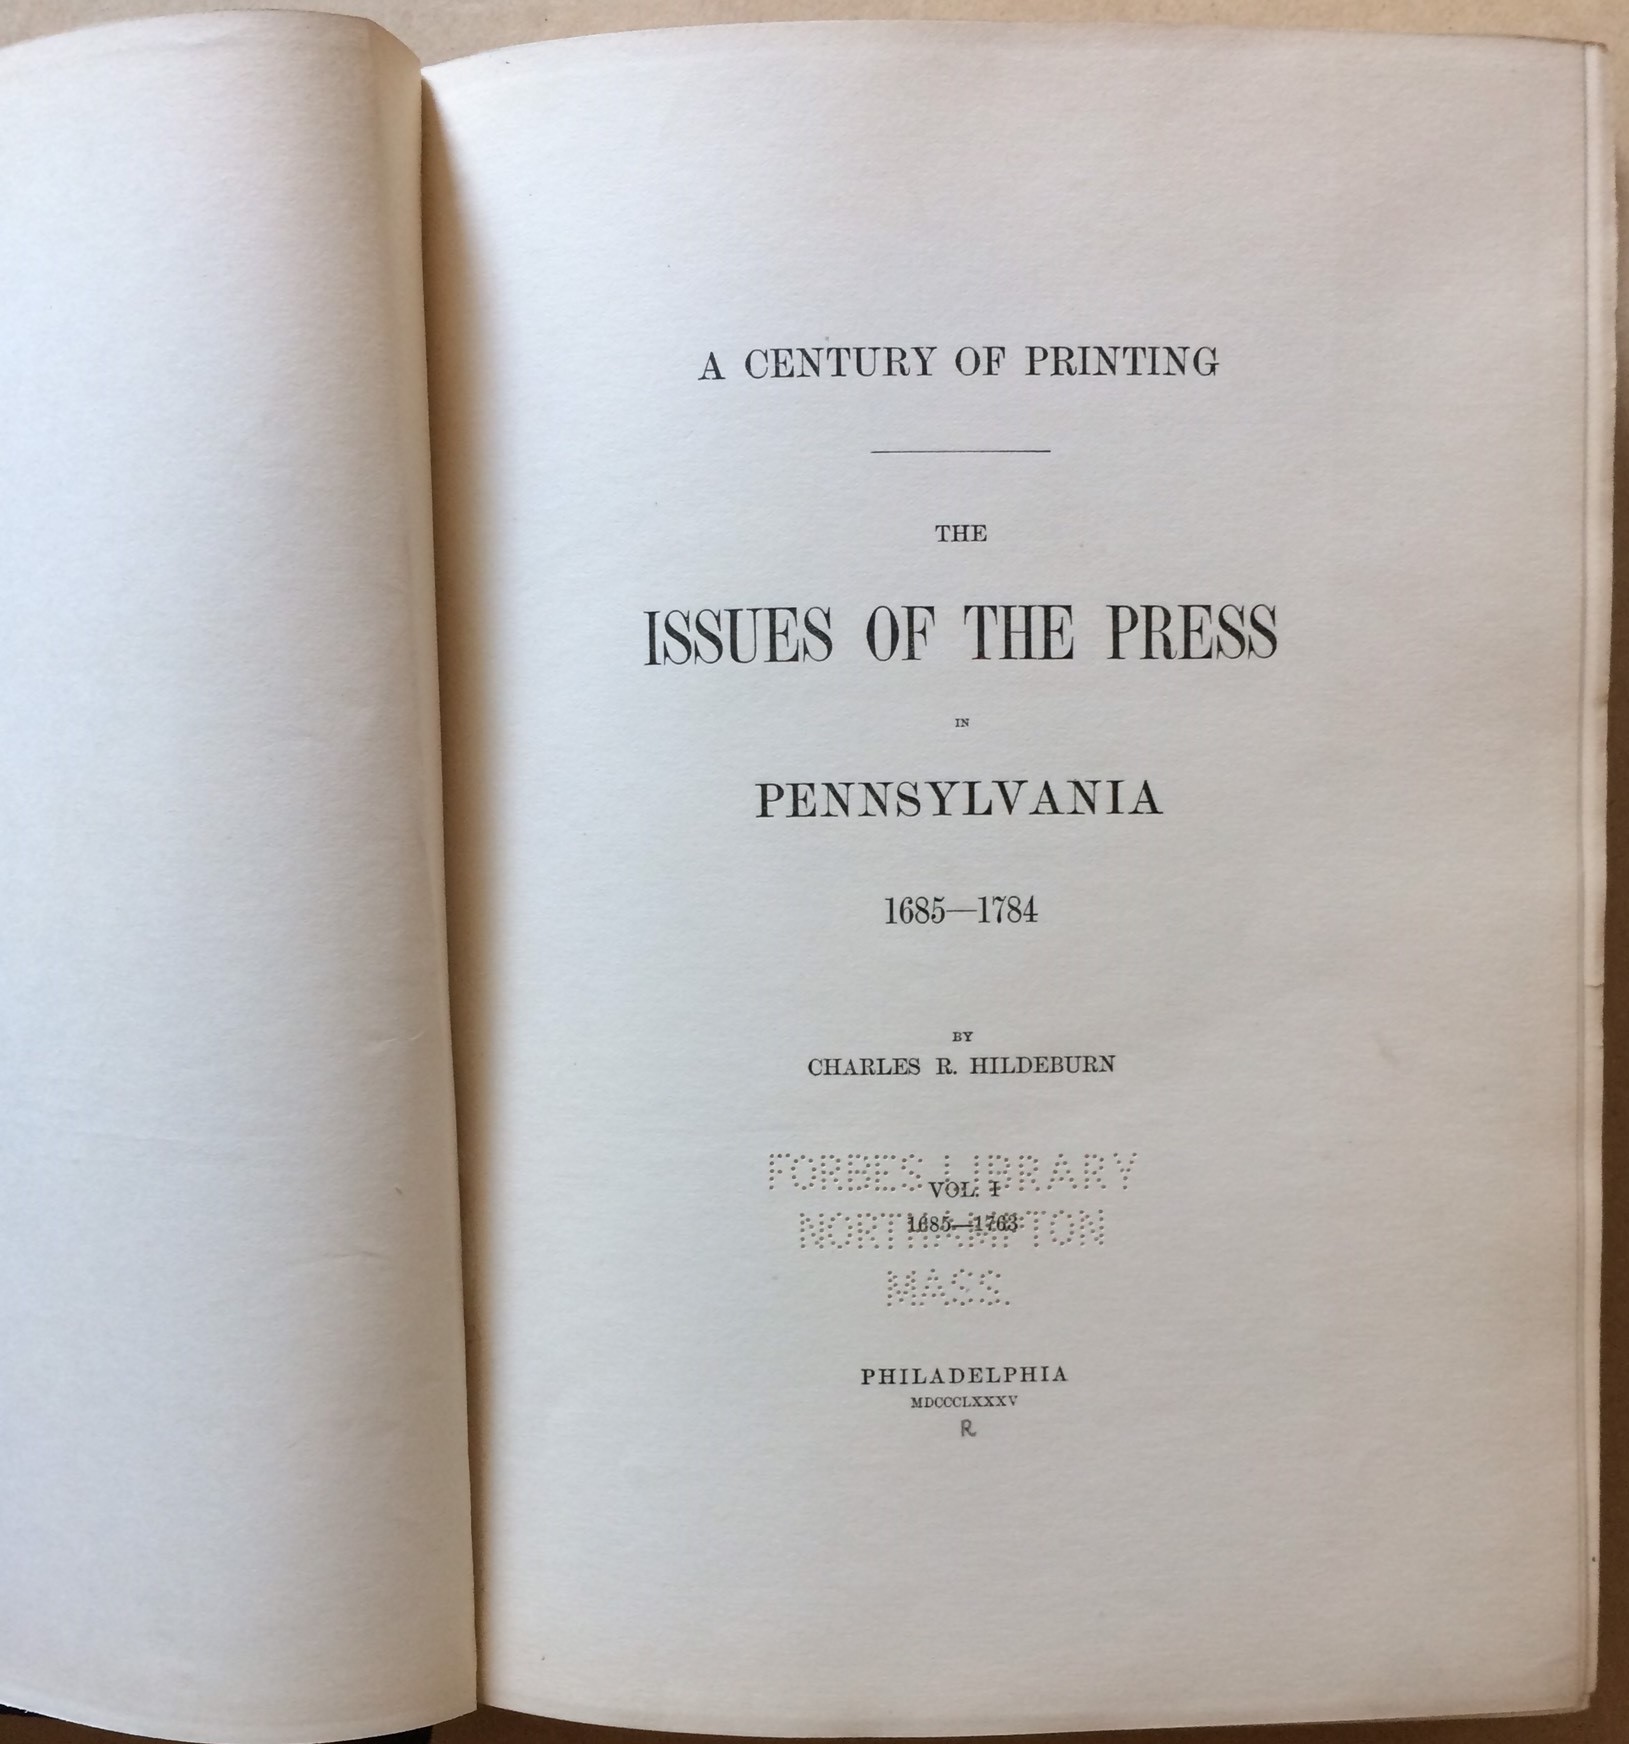 A CENTURY OF PRINTING
THE
ISSUES OF THE PRESS
IN
PENNSYLVANIA
1685—1784
BY
CHARLES R. HILDEBURN
FORBES LIBRARY
VOL. I
NORTHAMPTON
1685—1763
MASS.
PHILADELPHIA
MDCCCLXXXV
R